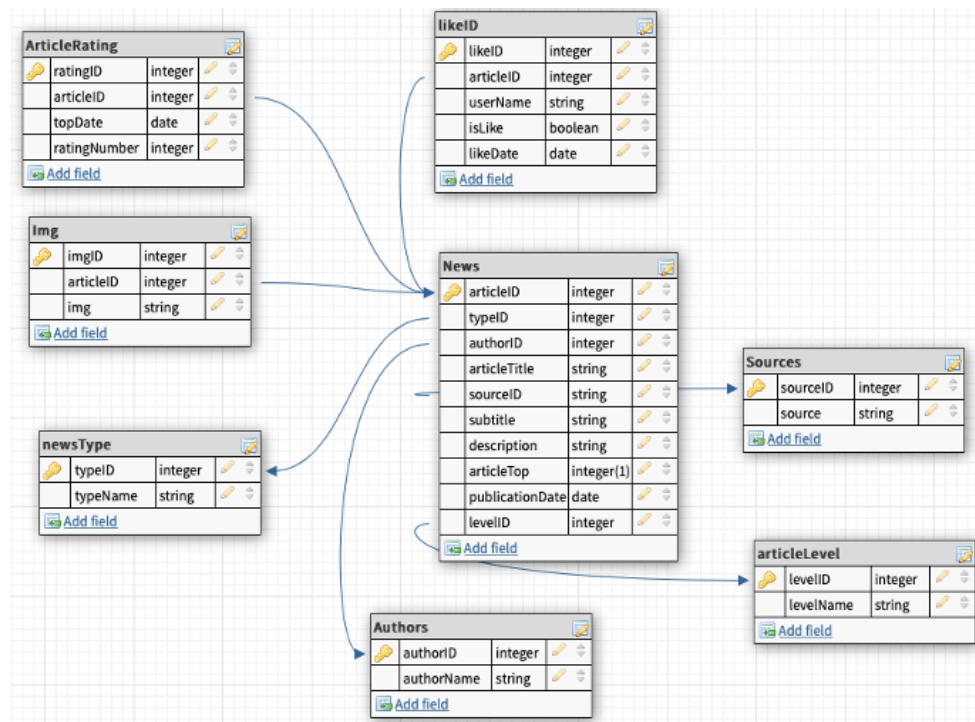 ArticleRating
ratingID integer
articleID integer
topDate date
ratingNumber integer
Add field
likeID
likeID integer
articleID integer
userName string
isLike boolean
likeDate date
Add field
Img
imgID integer
articleID integer
img string
Add field
News
articleID integer
typeID integer
authorID integer
articleTitle string
sourceID string
subtitle string
description string
articleTop integer(1)
publicationDate date
levelID integer
Add field
Sources
sourceID integer
source string
Add field
newsType
typeID integer
typeName string
Add field
articleLevel
levelID integer
levelName string
Add field
Authors
authorID integer
authorName string
Add field